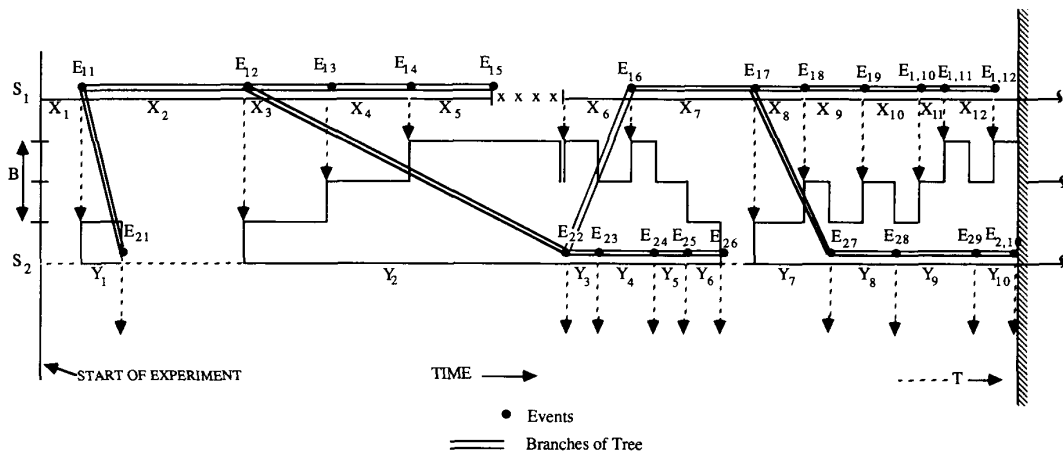 E11 E12 E13 E14 E15 E16 E17 E18 E19 E1,10 E1,11 E1,12
S1
X1 X2 X3 X4 X5 x x x x X6 X7 X8 X9 X10 X11 X12
B
E21 E22 E23 E24 E25 E26 E27 E28 E29 E2,1
S2
Y1 Y2 Y3 Y4 Y5 Y6 Y7 Y8 Y9 Y10
START OF EXPERIMENT TIME T
Events
Branches of Tree